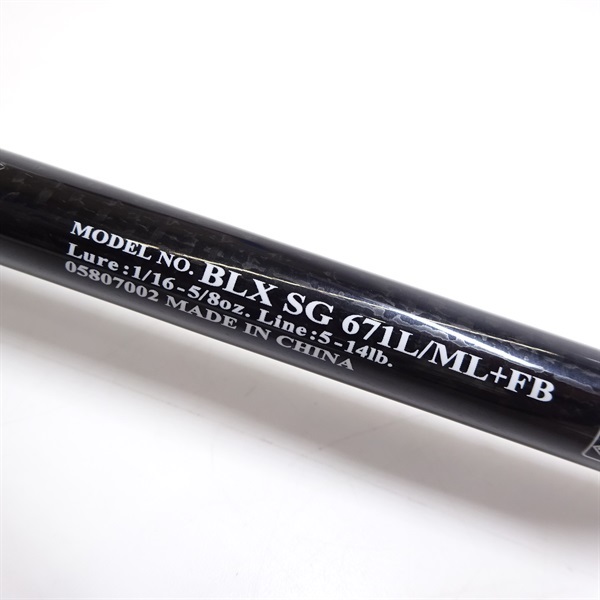 MODEL NO. BLX SG 671L/ML+FB
Lure:1/16-5/8oz. Line:5-14lb.
05807002 MADE IN CHINA